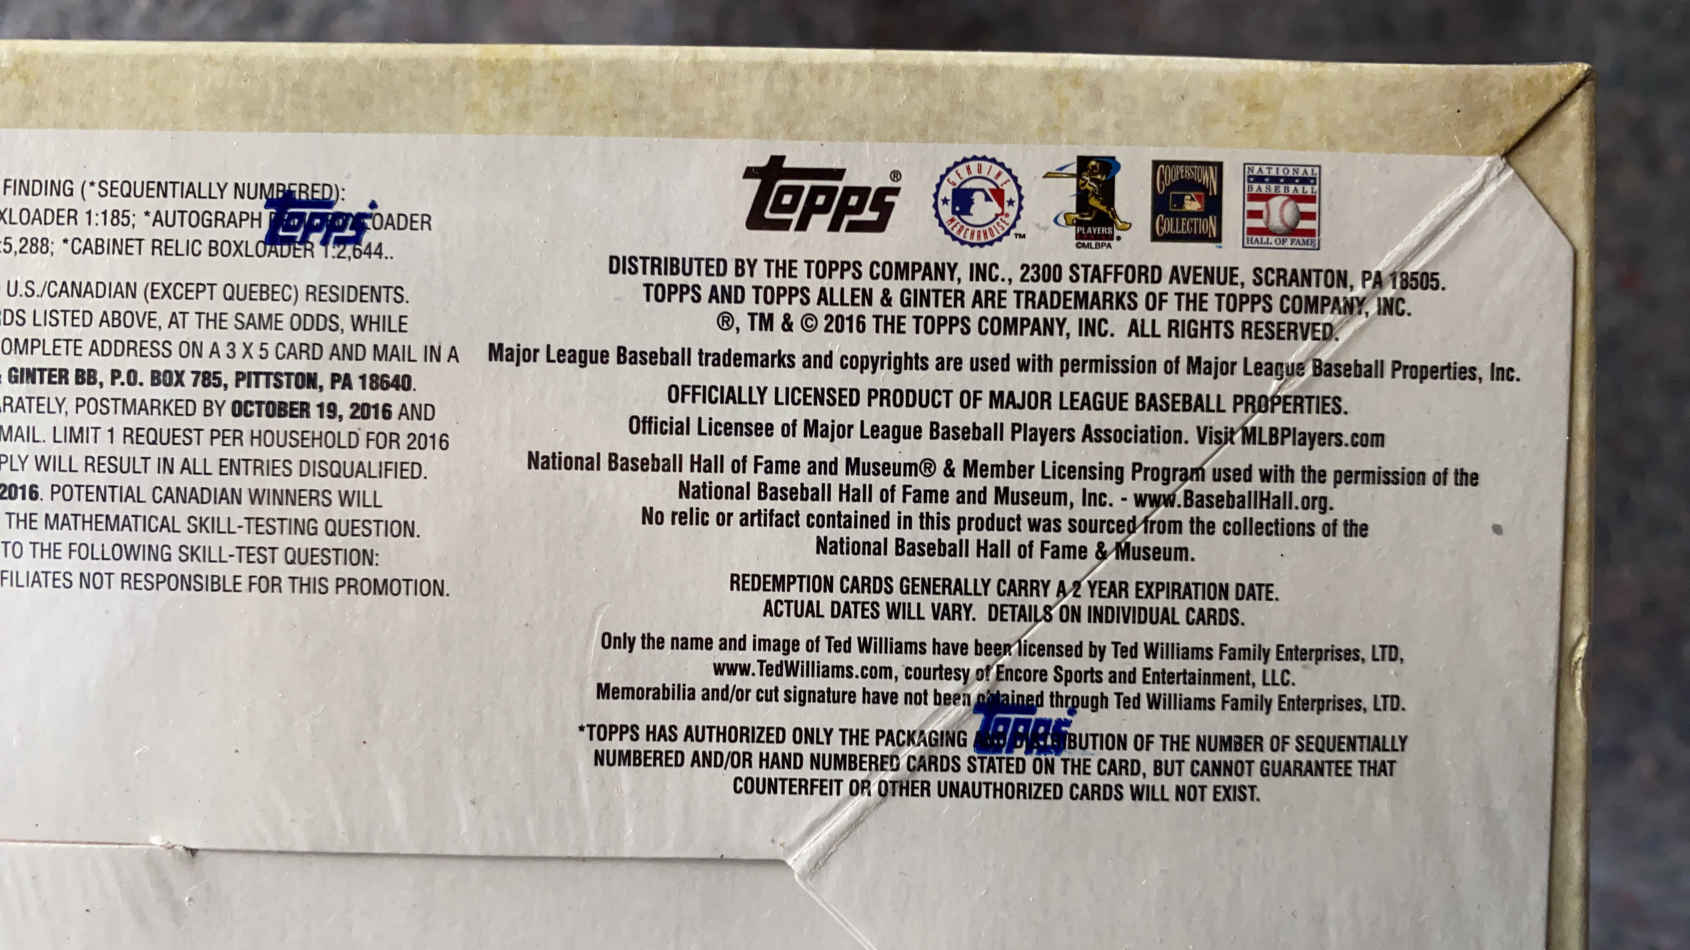 FINDING (*SEQUENTIALLY NUMBERED):
XLOADER 1:185; *AUTOGRAPH LOADER
:5,288; *CABINET RELIC BOXLOADER 1:2,644..
U.S./CANADIAN (EXCEPT QUEBEC) RESIDENTS.
DS LISTED ABOVE, AT THE SAME ODDS, WHILE
OMPLETE ADDRESS ON A 3 X 5 CARD AND MAIL IN A
GINTER BB, P.O. BOX 785, PITTSTON, PA 18640.
RATELY, POSTMARKED BY OCTOBER 19, 2016 AND
MAIL. LIMIT 1 REQUEST PER HOUSEHOLD FOR 2016
PLY WILL RESULT IN ALL ENTRIES DISQUALIFIED.
2016. POTENTIAL CANADIAN WINNERS WILL
THE MATHEMATICAL SKILL-TESTING QUESTION.
TO THE FOLLOWING SKILL-TEST QUESTION:
FILIATES NOT RESPONSIBLE FOR THIS PROMOTION.
Topps
Topps®
GENUINE MERCHANDISE™
PLAYERS
©MLBPA
COOPERSTOWN
COLLECTION
NATIONAL
BASEBALL
HALL OF FAME
DISTRIBUTED BY THE TOPPS COMPANY, INC., 2300 STAFFORD AVENUE, SCRANTON, PA 18505.
TOPPS AND TOPPS ALLEN & GINTER ARE TRADEMARKS OF THE TOPPS COMPANY, INC.
®, TM & © 2016 THE TOPPS COMPANY, INC. ALL RIGHTS RESERVED.
Major League Baseball trademarks and copyrights are used with permission of Major League Baseball Properties, Inc.
OFFICIALLY LICENSED PRODUCT OF MAJOR LEAGUE BASEBALL PROPERTIES.
Official Licensee of Major League Baseball Players Association. Visit MLBPlayers.com
National Baseball Hall of Fame and Museum® & Member Licensing Program used with the permission of the
National Baseball Hall of Fame and Museum, Inc. - www.BaseballHall.org.
No relic or artifact contained in this product was sourced from the collections of the
National Baseball Hall of Fame & Museum.
REDEMPTION CARDS GENERALLY CARRY A 2 YEAR EXPIRATION DATE.
ACTUAL DATES WILL VARY. DETAILS ON INDIVIDUAL CARDS.
Only the name and image of Ted Williams have been licensed by Ted Williams Family Enterprises, LTD,
www.TedWilliams.com, courtesy of Encore Sports and Entertainment, LLC.
Memorabilia and/or cut signature have not been obtained through Ted Williams Family Enterprises, LTD.
*TOPPS HAS AUTHORIZED ONLY THE PACKAGING AND DISTRIBUTION OF THE NUMBER OF SEQUENTIALLY
NUMBERED AND/OR HAND NUMBERED CARDS STATED ON THE CARD, BUT CANNOT GUARANTEE THAT
COUNTERFEIT OR OTHER UNAUTHORIZED CARDS WILL NOT EXIST.
Topps